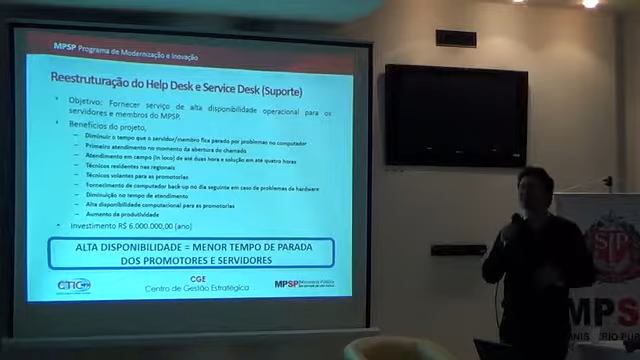 MPSP Programa de Modernização e Inovação
Reestruturação do Help Desk e Service Desk (Suporte)
• Objetivo: Fornecer serviço de alta disponibilidade operacional para os
servidores e membros do MPSP.
• Benefícios do projeto,
– Diminuir o tempo que o servidor/membro fica parado por problemas no computador
– Primeiro atendimento no momento da abertura de chamado
– Atendimento em campo (in loco) de até duas hora e solução em até quatro horas
– Técnicos residentes nas regionais
– Técnicos volantes para as promotorias
– Fornecimento de computador back-up no dia seguinte em caso de problemas de hardware
– Diminuição no tempo de atendimento
– Alta disponibilidade computacional para as promotorias
– Aumento da produtividade
• Investimento R$ 6.000.000,00 (ano)
ALTA DISPONIBILIDADE = MENOR TEMPO DE PARADA
DOS PROMOTORES E SERVIDORES
CTIC
CGE
Centro de Gestão Estratégica
MPSP Ministério Público
SP
MPS